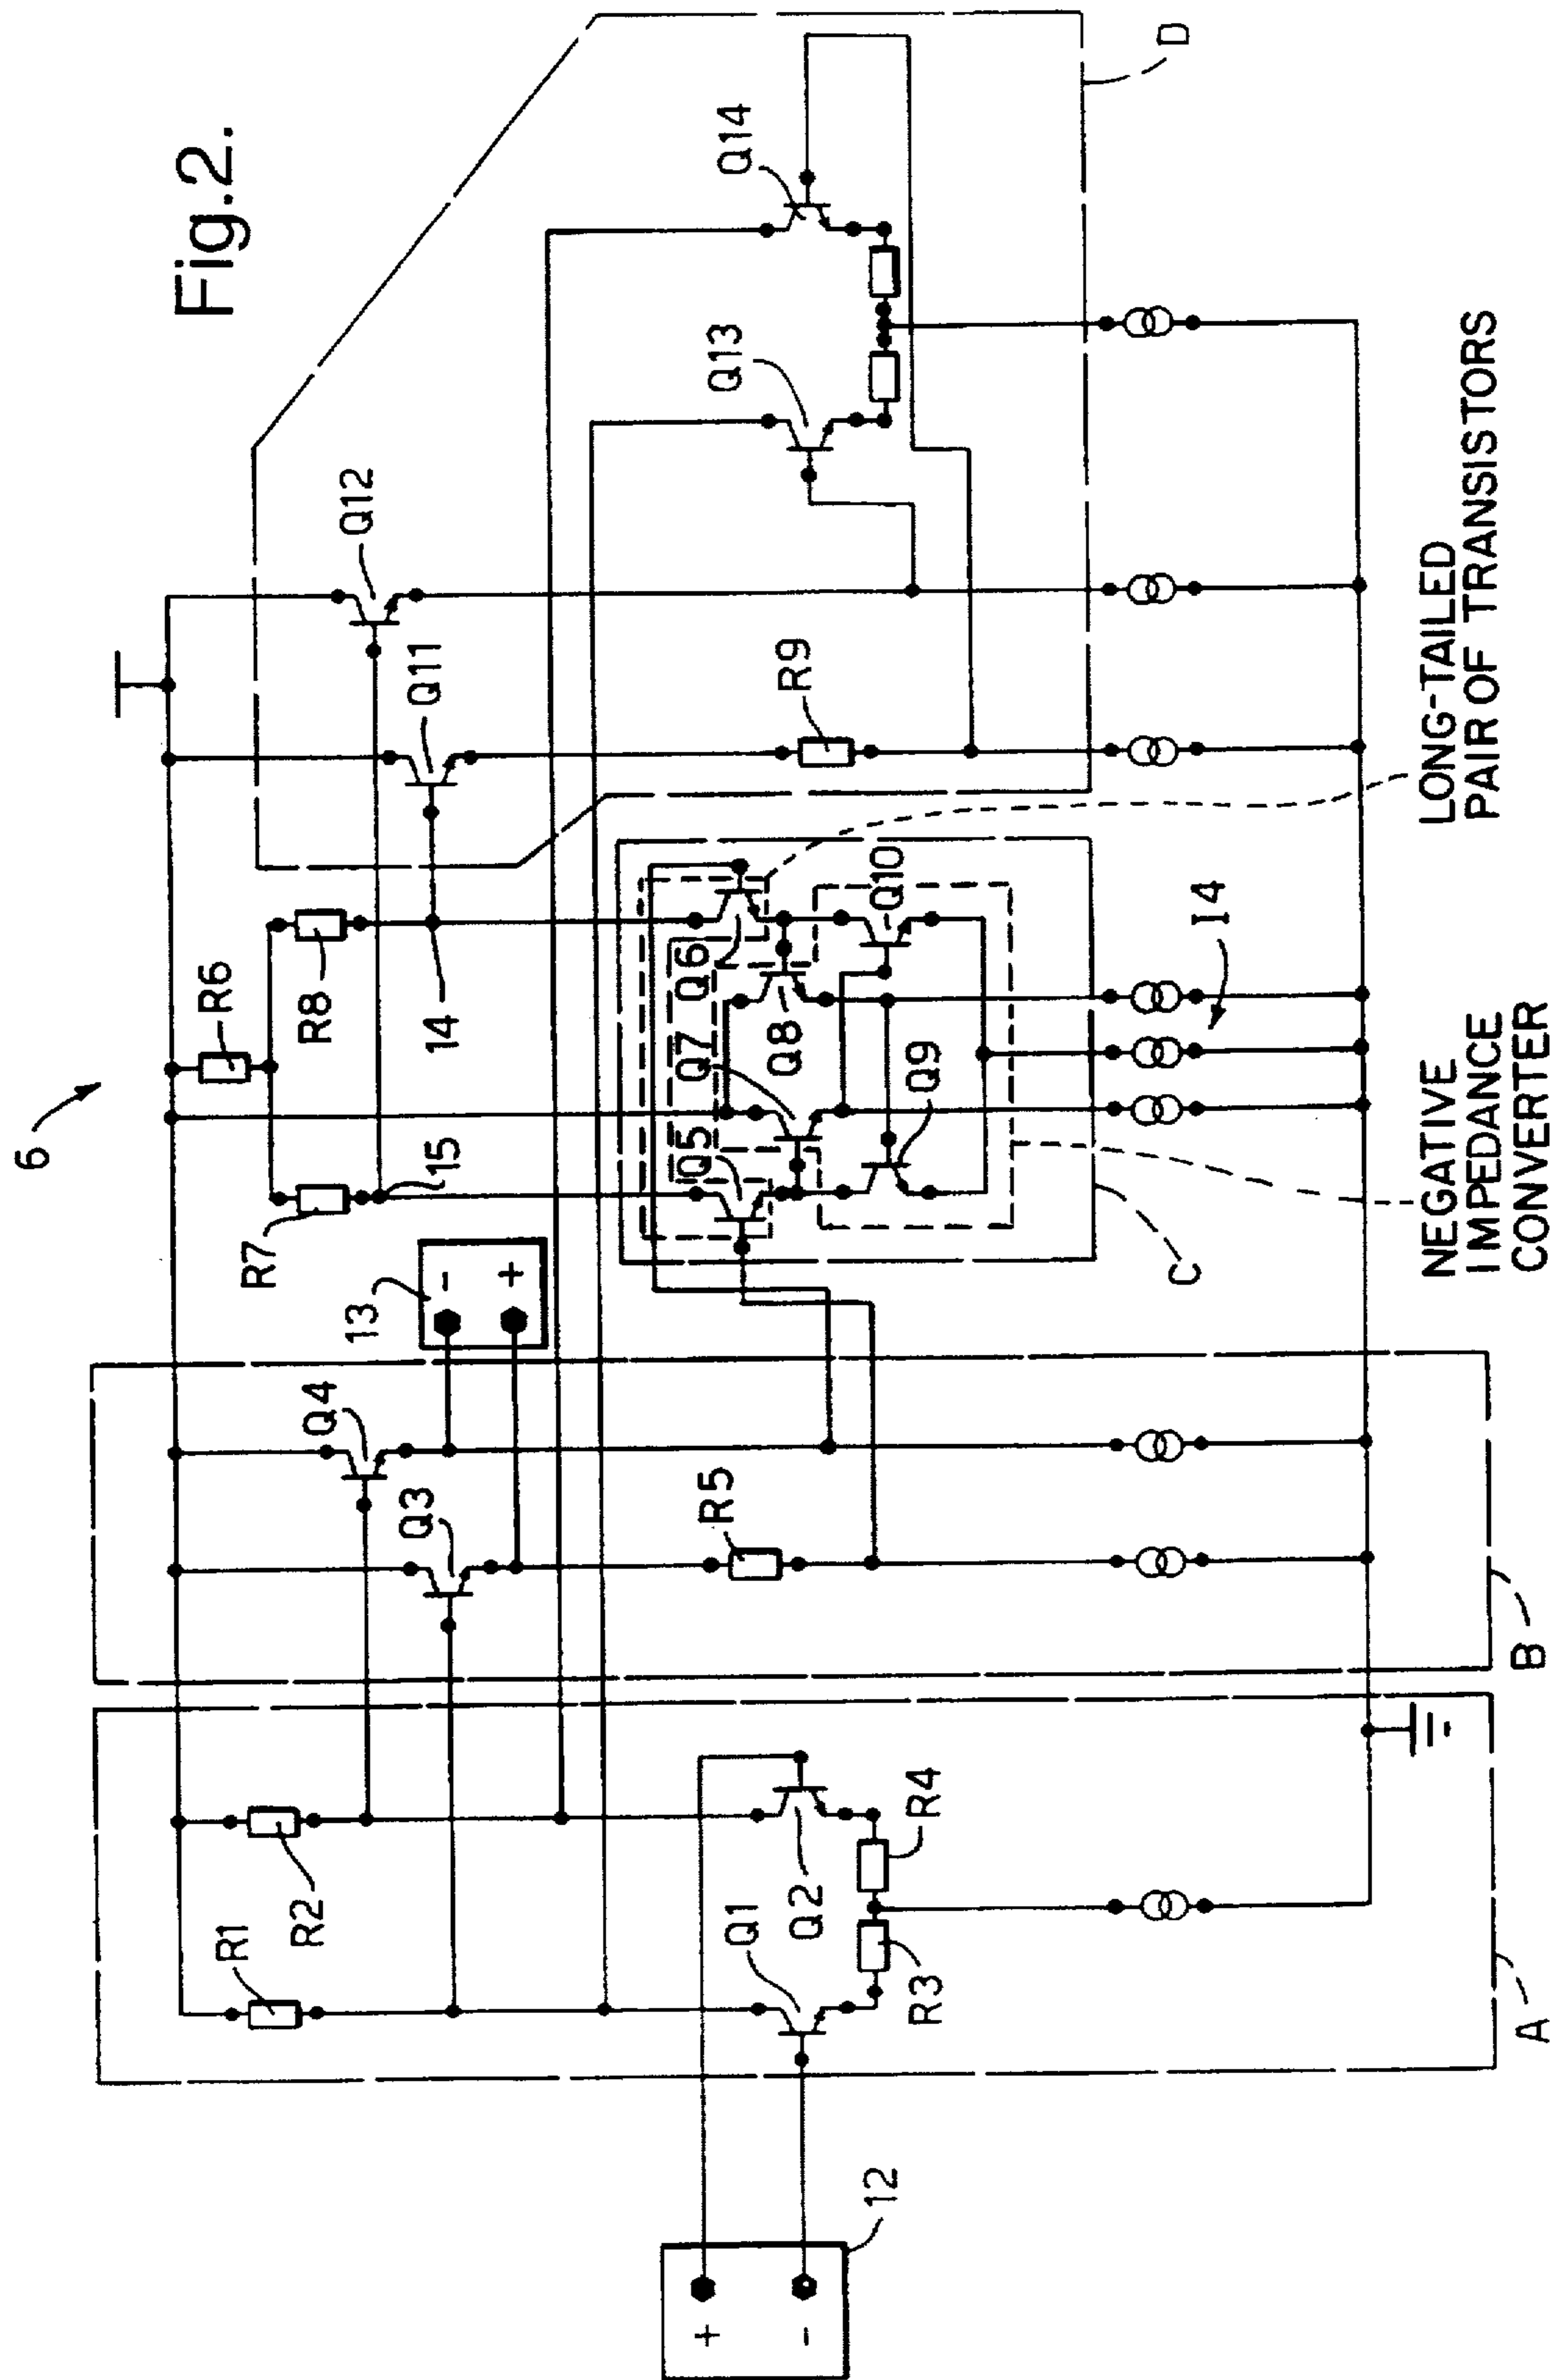 Fig.2.
6
R6
R7
R8
15
14
Q12
Q11
Q14
Q13
D
R9
13
-
+
Q4
Q3
R5
Q5
Q7
Q6
Q8
Q9
Q10
I4
C
B
R1
R2
Q1
Q2
R3
R4
A
12
+
-
LONG-TAILED
PAIR OF TRANSISTORS
NEGATIVE
IMPEDANCE
CONVERTER